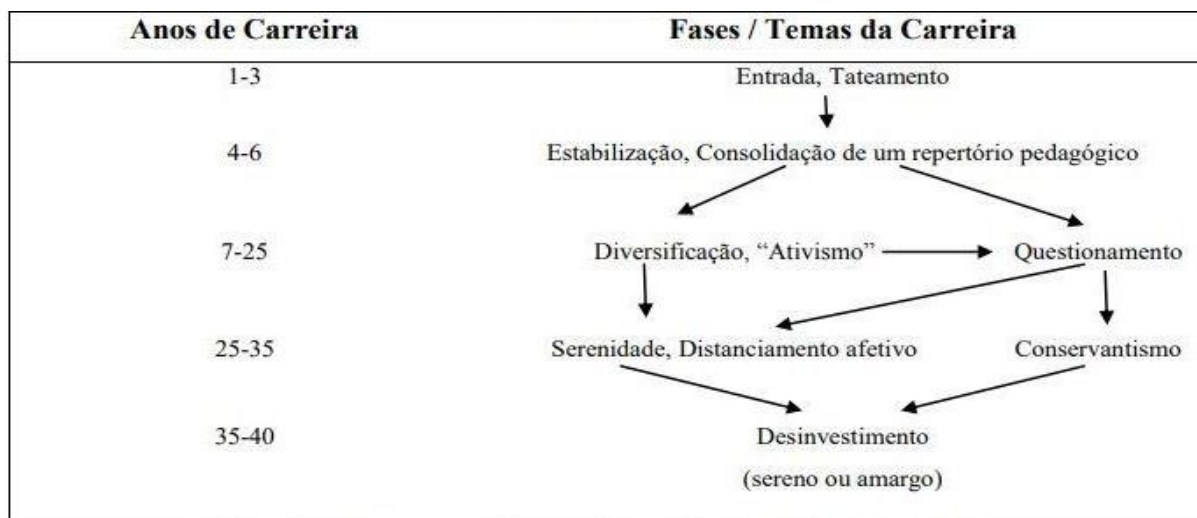 Anos de Carreira Fases / Temas da Carreira
1-3 Entrada, Tateamento
4-6 Estabilização, Consolidação de um repertório pedagógico
7-25 Diversificação, “Ativismo” Questionamento
25-35 Serenidade, Distanciamento afetivo Conservantismo
35-40 Desinvestimento
(sereno ou amargo)